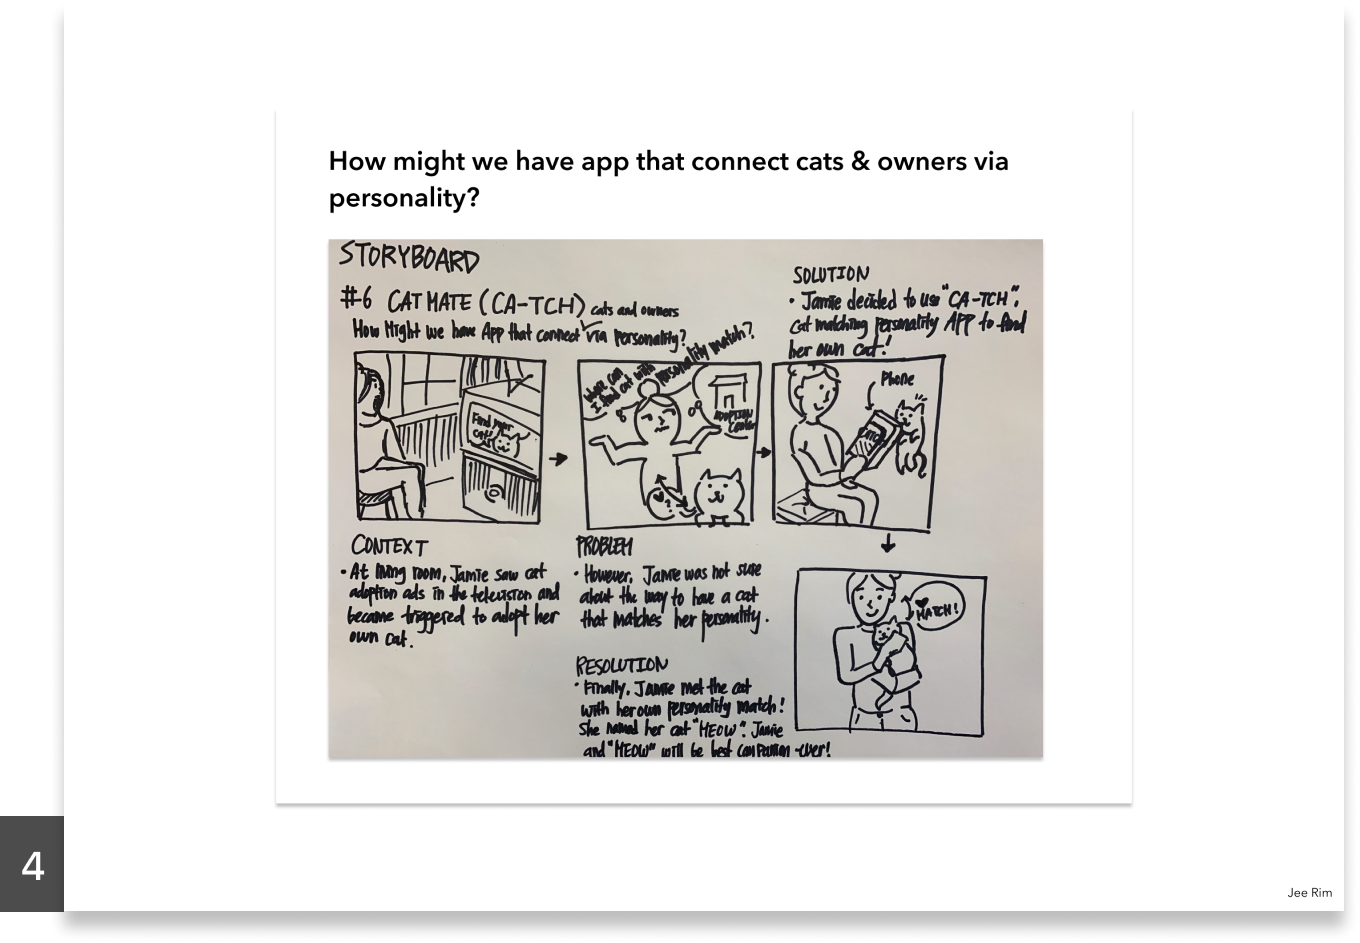 How might we have app that connect cats & owners via
personality?
STORYBOARD
#6 CAT MATE (CA-TCH) cats and owners
How Might we have App that connect via personality?
SOLUTION
• Jamie decided to use "CA-TCH",
cat matching personality APP to find
her own cat!
Find your
cat!
Where can
I find cat with
personality match?
ADOPTION
Center
?
Phone
CATCH
CONTEXT
• At living room, Jamie saw cat
adoption ads in the television and
became triggered to adopt her
own cat.
PROBLEM
• However, Jamie was not sure
about the way to have a cat
that matches her personality.
MATCH!
RESOLUTION
• Finally, Jamie met the cat
with her own personality match!
She named her cat "MEOW". Jamie
and "MEOW" will be best companion -ever!
4
Jee Rim